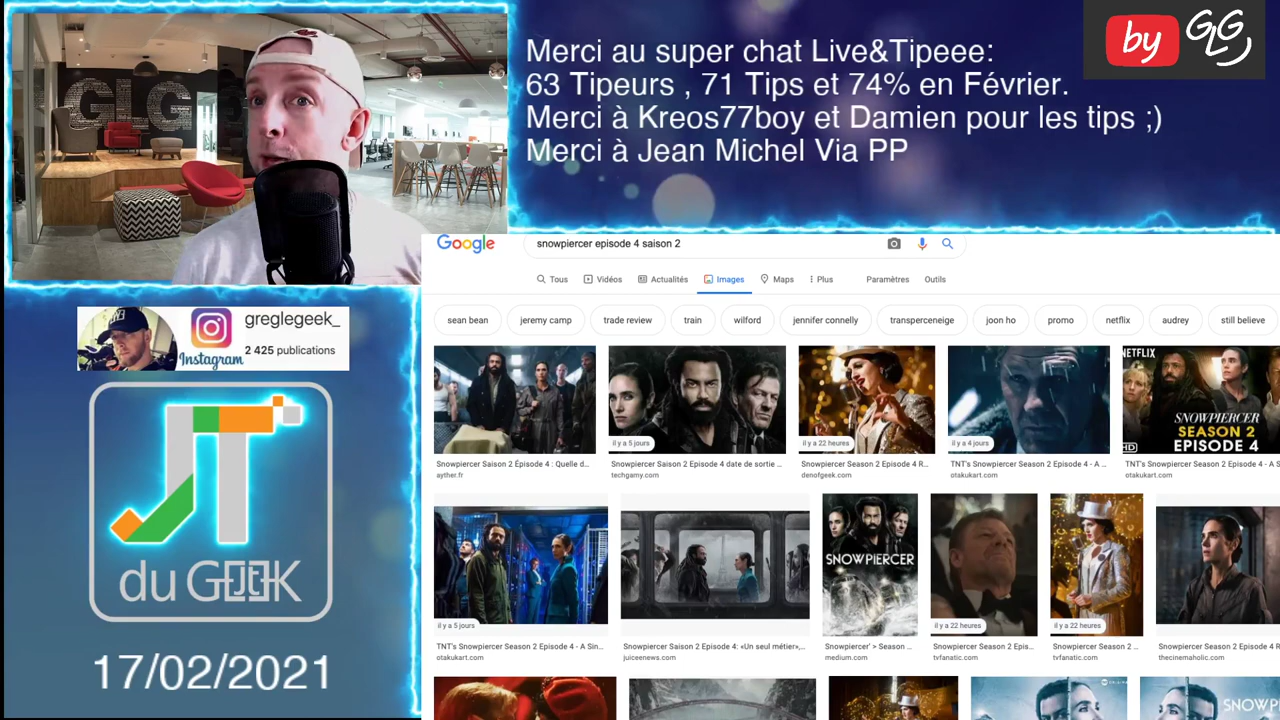 GLG
Merci au super chat Live&Tipeee:
63 Tipeurs , 71 Tips et 74% en Février.
Merci à Kreos77boy et Damien pour les tips ;)
Merci à Jean Michel Via PP
by GLG
Instagram
greglegeek_
2 425 publications
JT
du GEEK
17/02/2021
Google
snowpiercer episode 4 saison 2
Tous Vidéos Actualités Images Maps Plus Paramètres Outils
sean bean jeremy camp trade review train wilford jennifer connelly transperceneige joon ho promo netflix audrey still believe
il y a 5 jours il y a 22 heures il y a 4 jours
NETFLIX
SNOWPIERCER
SEASON 2
EPISODE 4
HD
Snowpiercer Saison 2 Épisode 4 : Quelle d... Snowpiercer Saison 2 Episode 4 date de sortie ... Snowpiercer Season 2 Episode 4 R... TNT's Snowpiercer Season 2 Episode 4 - A ... TNT's Snowpiercer Season 2 Episode 4 - A S
ayther.fr techgamy.com denofgeek.com otakukart.com otakukart.com
SNOWPIERCER
il y a 5 jours il y a 22 heures il y a 22 heures
TNT's Snowpiercer Season 2 Episode 4 - A Sin... Snowpiercer Saison 2 Episode 4: «Un seul métier»,... Snowpiercer' > Season ... Snowpiercer Season 2 Epis... Snowpiercer Season 2 ... Snowpiercer Season 2 Episode 4 R
otakukart.com juiceenews.com medium.com tvfanatic.com tvfanatic.com thecinemaholic.com
SNOWP